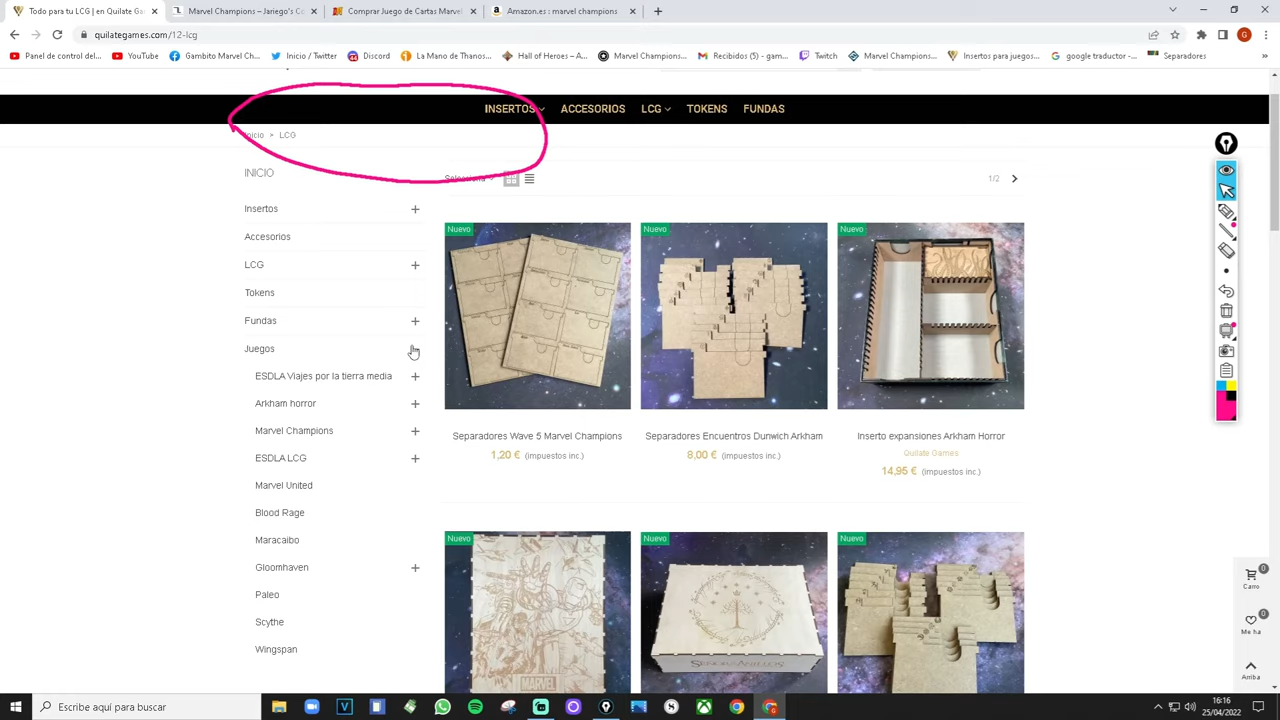 Todo para tu LCG | en Quilate Ga
Marvel Champions – Jariego's Co
Comprar Juego de Cartas Marvel
Amazon.es : marvel champions
quilategames.com/12-lcg
G
Panel de control del...
YouTube
Gambito Marvel Ch...
Inicio / Twitter
Discord
La Mano de Thanos...
Hall of Heroes – A...
Marvel Champions....
Recibidos (5) - gam...
Twitch
Marvel Champions...
Insertos para juegos...
google traductor -...
Separadores
»
INSERTOS
ACCESORIOS
LCG
TOKENS
FUNDAS
Inicio > LCG
INICIO
Selecciona
1/2
Insertos
Accesorios
LCG
Tokens
Fundas
Juegos
ESDLA Viajes por la tierra media
Arkham horror
Marvel Champions
ESDLA LCG
Marvel United
Blood Rage
Maracaibo
Gloomhaven
Paleo
Scythe
Wingspan
Nuevo
Nuevo
Nuevo
Separadores Wave 5 Marvel Champions
1,20 € (impuestos inc.)
Separadores Encuentros Dunwich Arkham
8,00 € (impuestos inc.)
Inserto expansiones Arkham Horror
Quilate Games
14,95 € (impuestos inc.)
Nuevo
Nuevo
Nuevo
MARVEL
0
Carro
0
Me ha
Arriba
Escribe aquí para buscar
16:16
25/04/2022